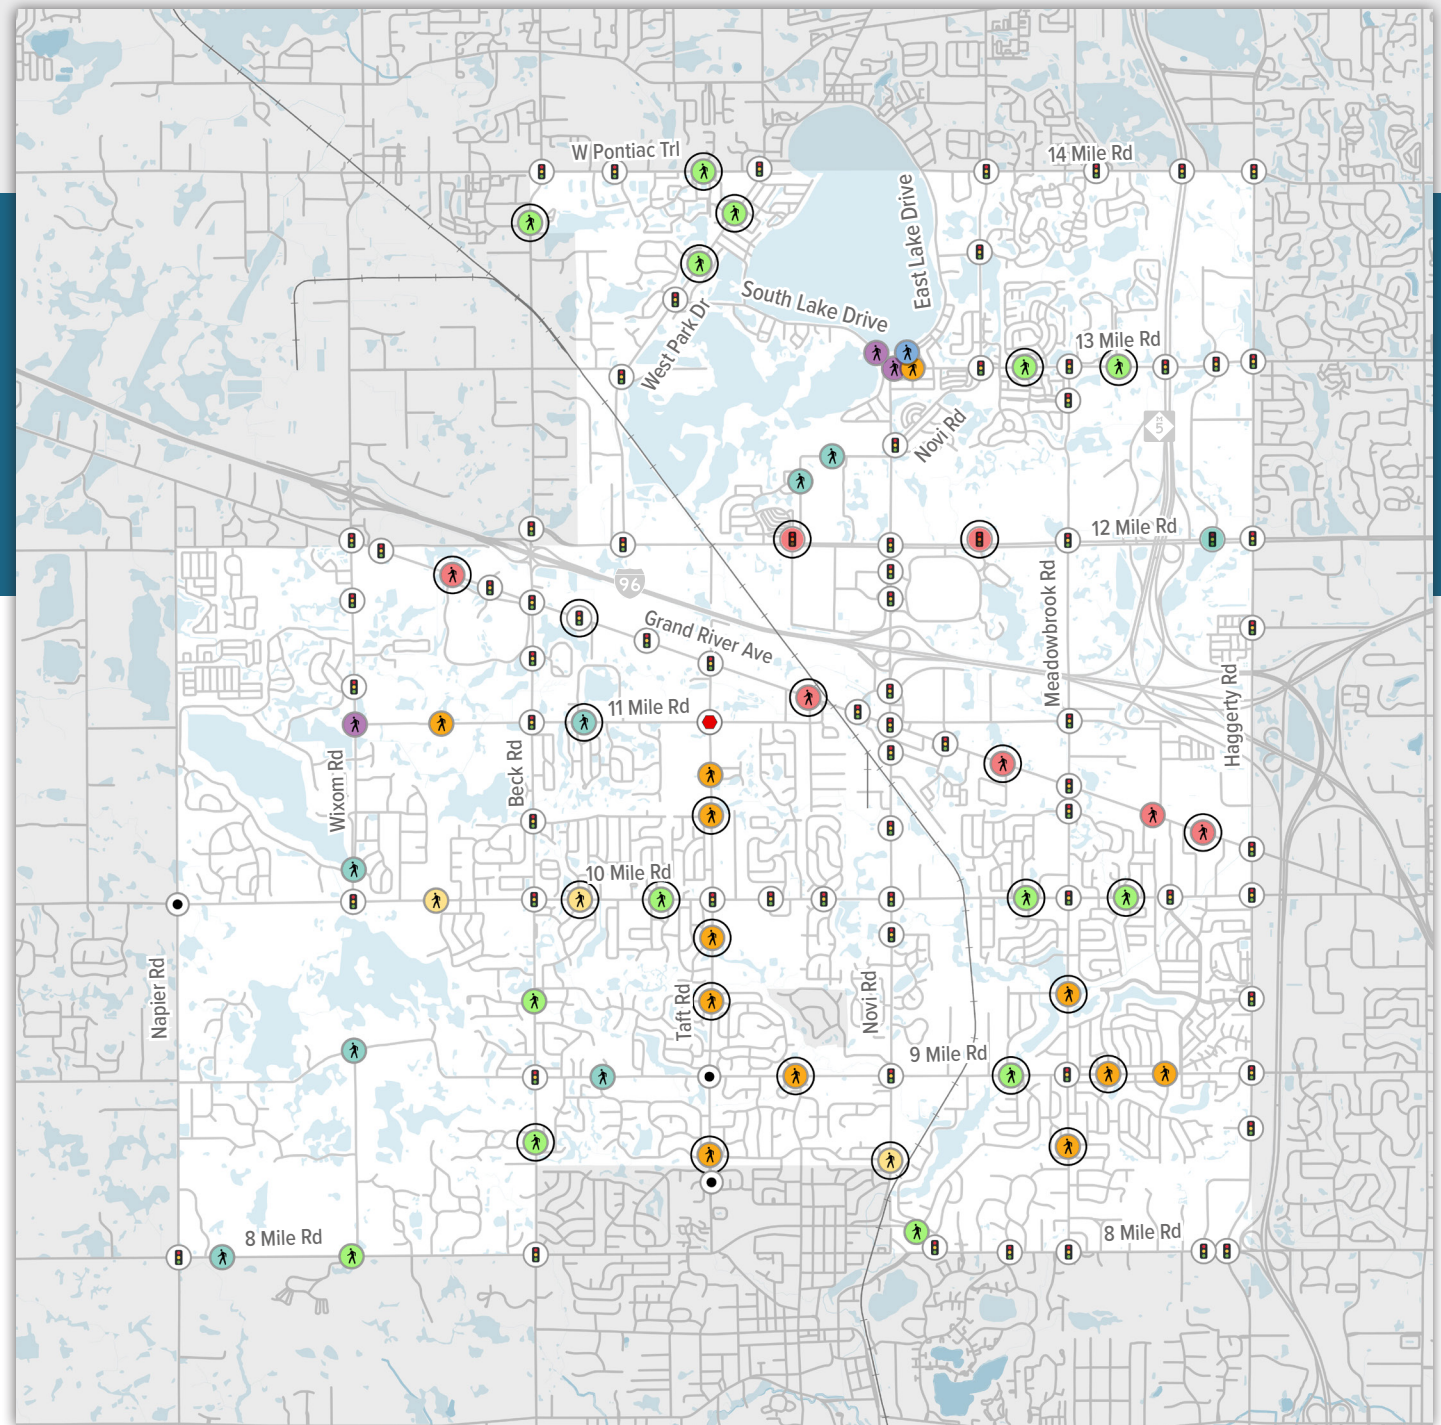 W Pontiac Trl
14 Mile Rd
East Lake Drive
South Lake Drive
West Park Dr
13 Mile Rd
Novi Rd
M
5
12 Mile Rd
96
Meadowbrook Rd
Grand River Ave
Haggerty Rd
11 Mile Rd
Beck Rd
Wixom Rd
10 Mile Rd
Napier Rd
Taft Rd
Novi Rd
9 Mile Rd
8 Mile Rd
8 Mile Rd